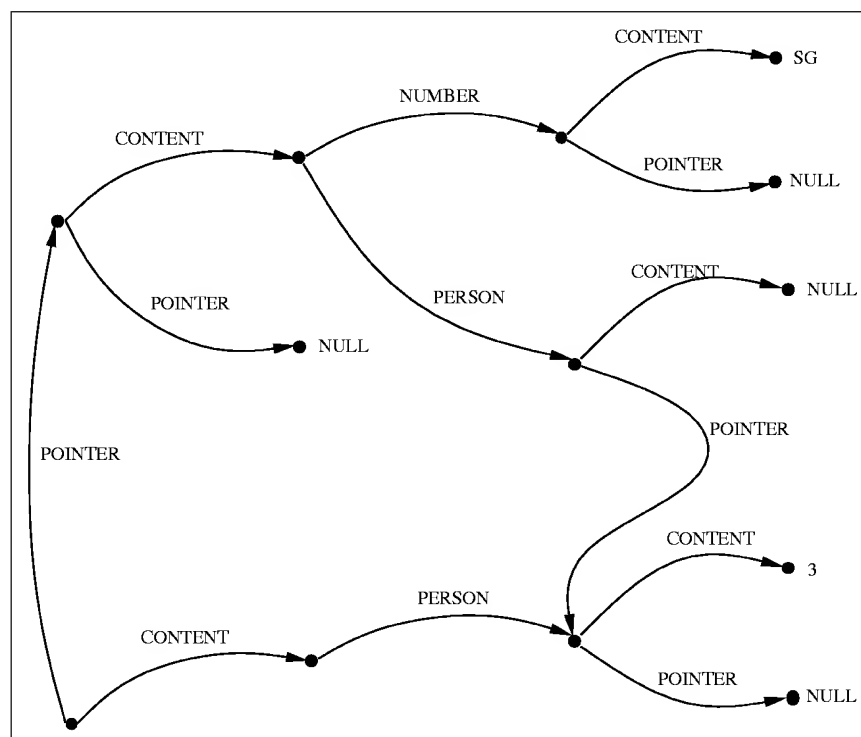 CONTENT
SG
NUMBER
CONTENT
POINTER
NULL
CONTENT
NULL
PERSON
POINTER
NULL
POINTER
POINTER
CONTENT
3
PERSON
CONTENT
POINTER
NULL